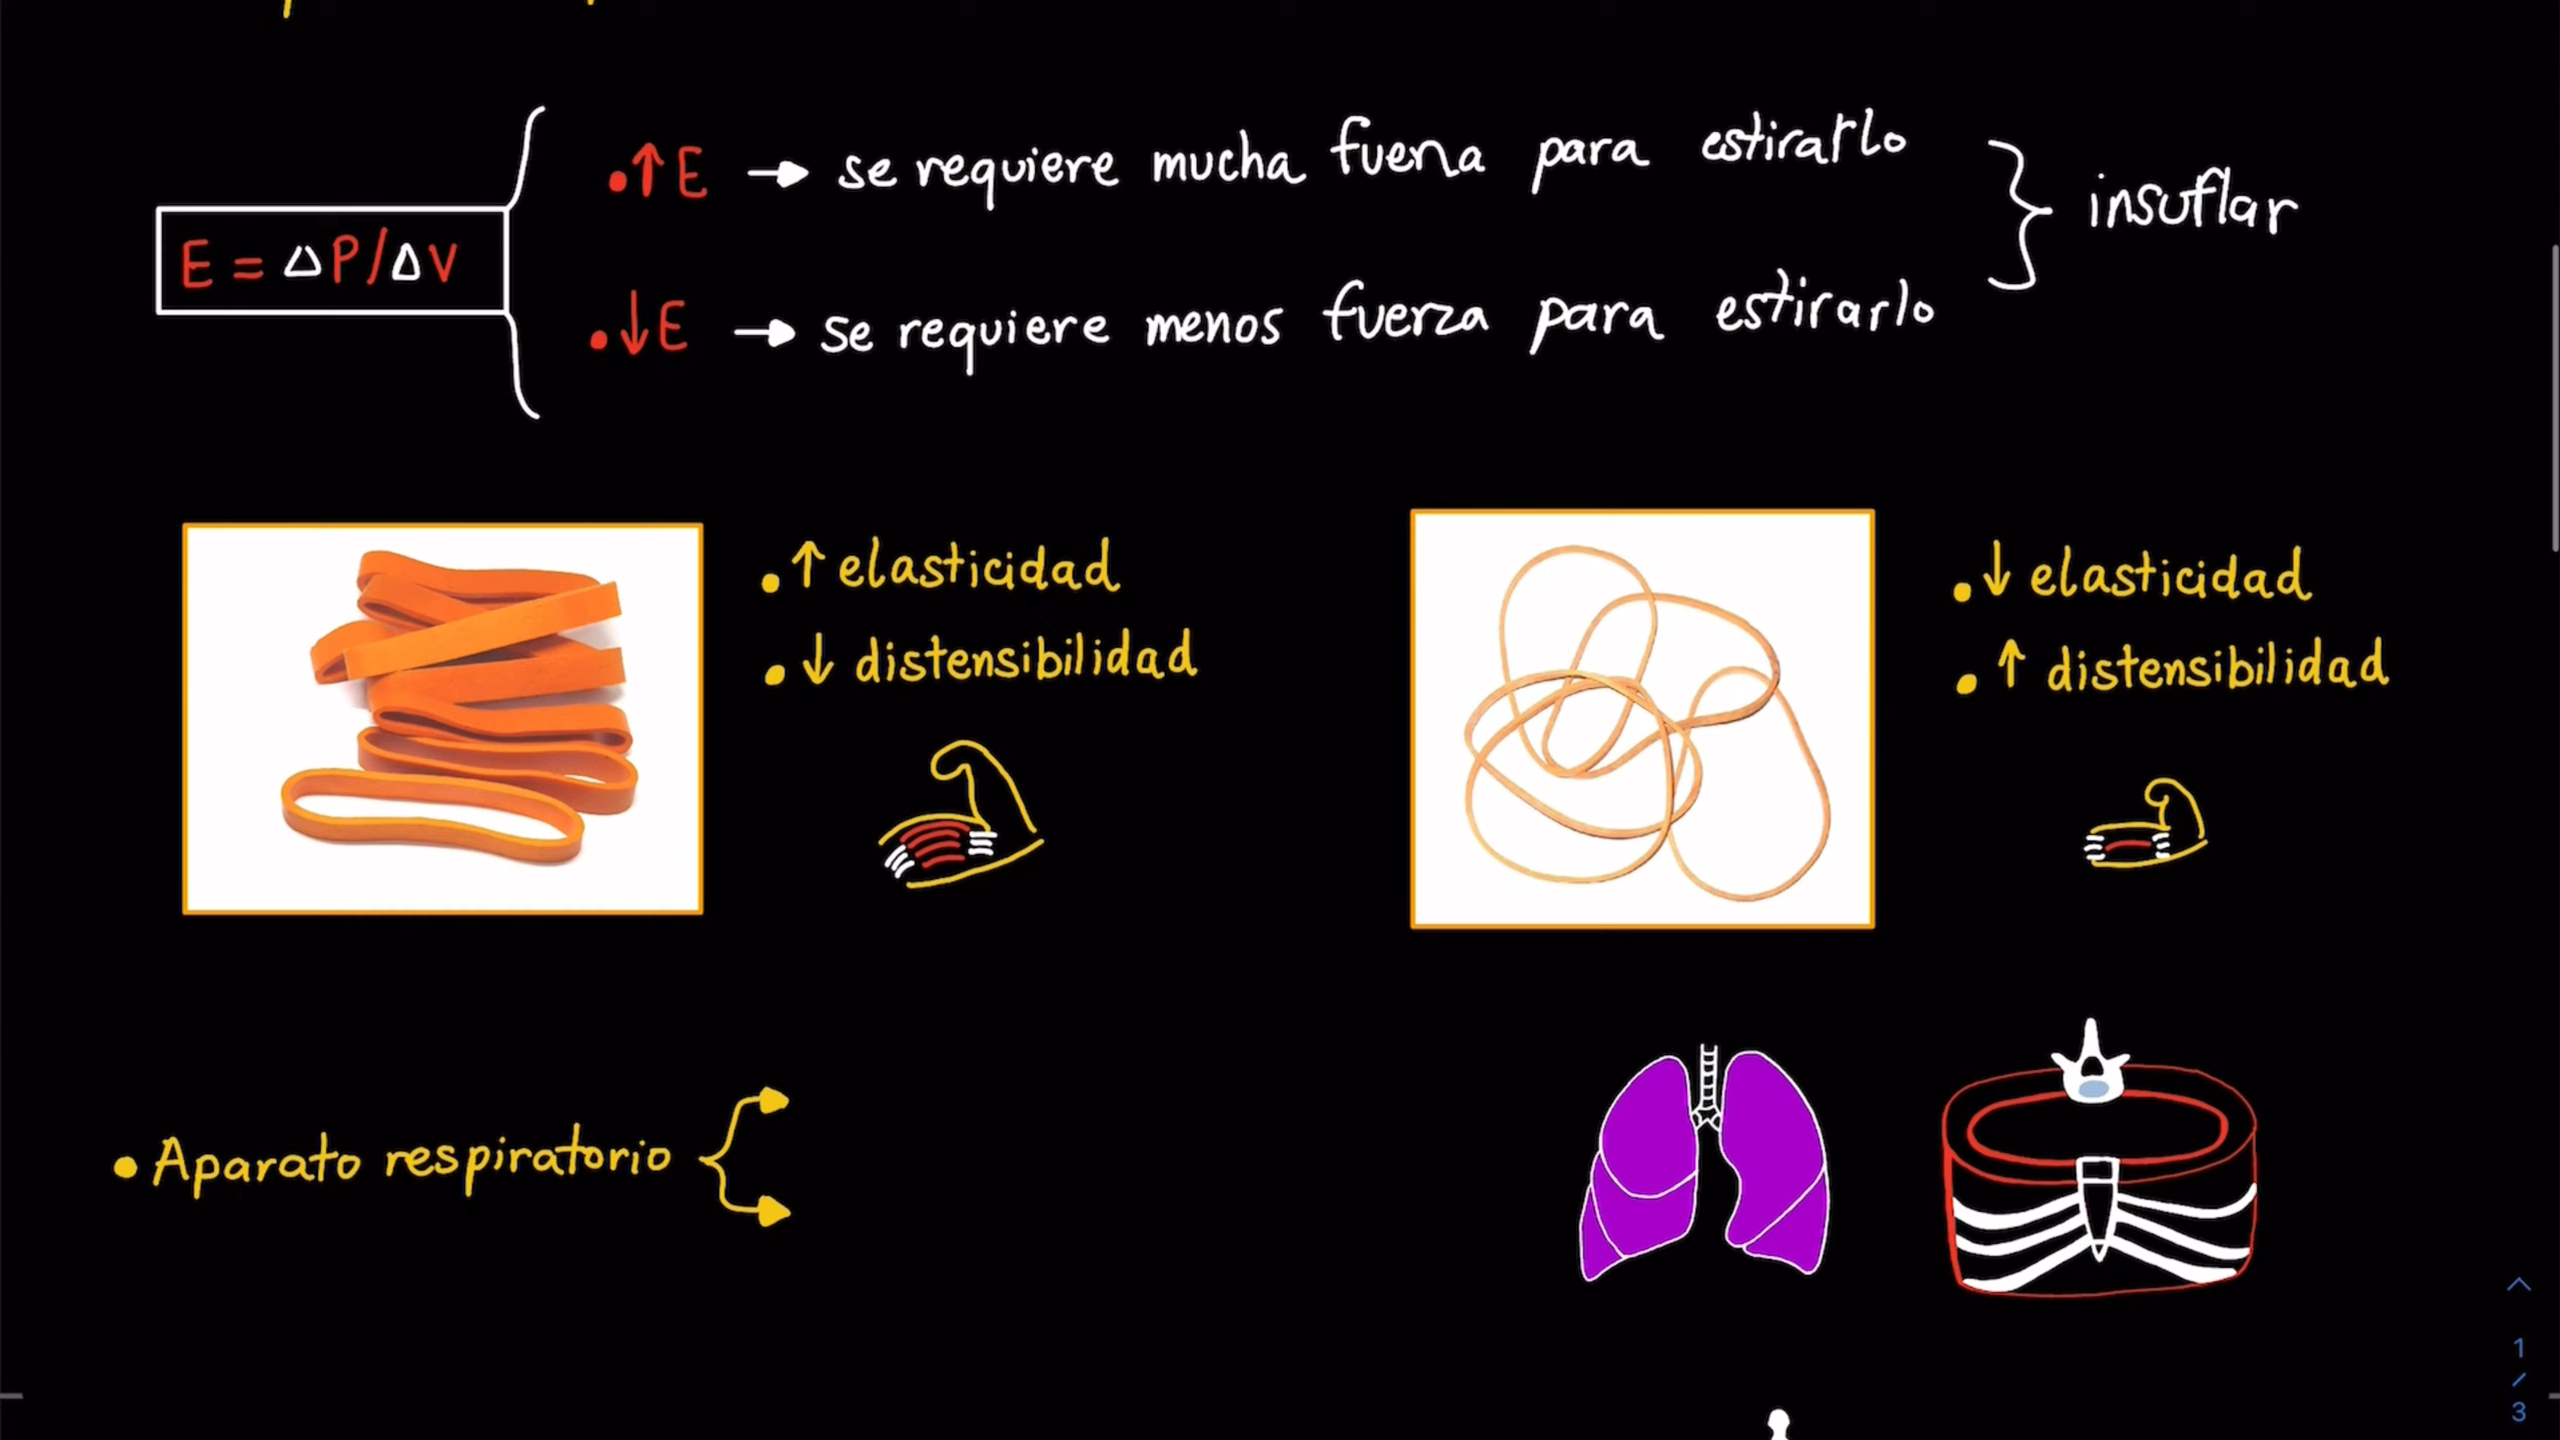 E = ΔP/ΔV
• ↑ E → se requiere mucha fuerza para estirarlo
• ↓ E → se requiere menos fuerza para estirarlo
insuflar
• ↑ elasticidad
• ↓ distensibilidad
• ↓ elasticidad
• ↑ distensibilidad
• Aparato respiratorio
1
/
3